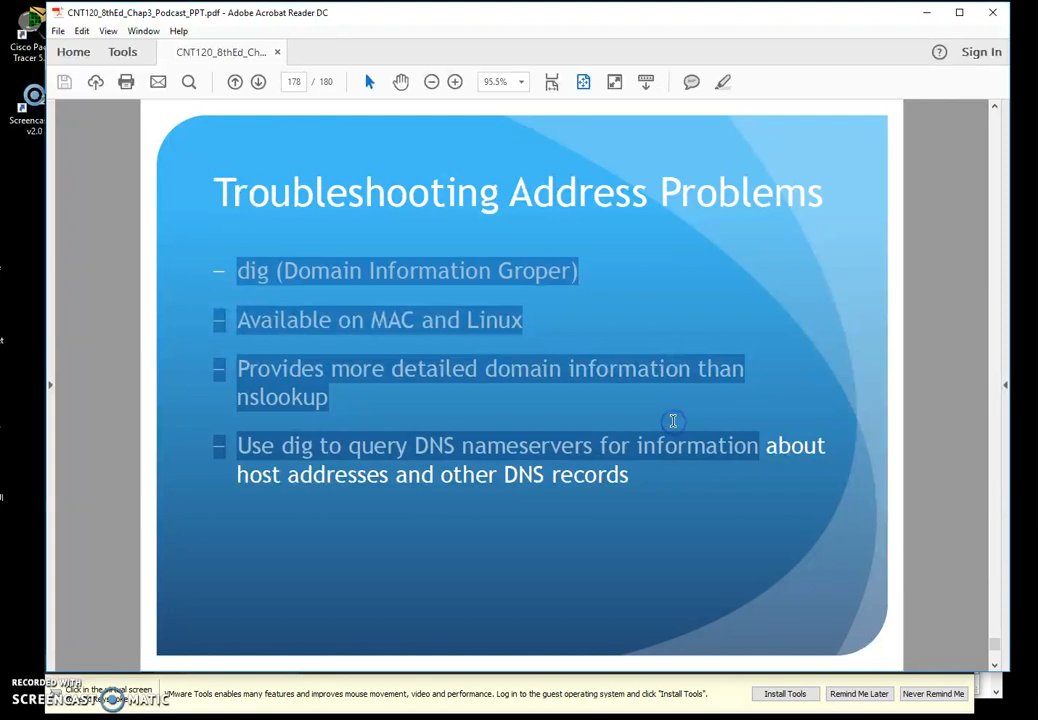 CNT120_8thEd_Chap3_Podcast_PPT.pdf - Adobe Acrobat Reader DC
File Edit View Window Help
Home Tools CNT120_8thEd_Ch... × Sign In
178 / 180 95.5%
Cisco Pa
Tracer 5.
Screenca
v2.0
Troubleshooting Address Problems
– dig (Domain Information Groper)
– Available on MAC and Linux
– Provides more detailed domain information than
nslookup
– Use dig to query DNS nameservers for information about
host addresses and other DNS records
RECORDED WITH
SCREENCAST MATIC
Click in the virtual screen
VMware Tools enables many features and improves mouse movement, video and performance. Log in to the guest operating system and click "Install Tools".
Install Tools Remind Me Later Never Remind Me